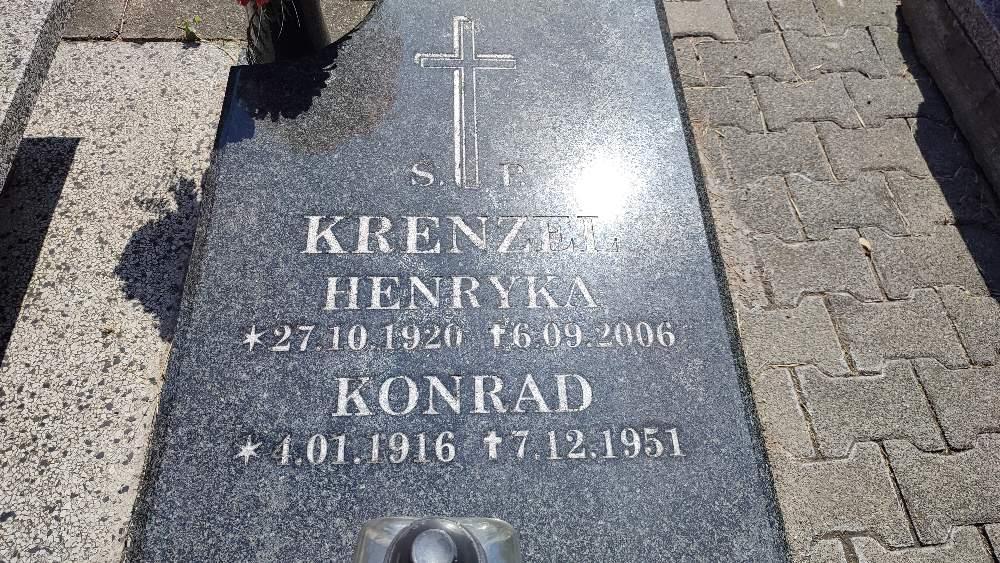 Ś. P.
KRENZEL
HENRYKA
*27.10.1920 ✝6.09.2006
KONRAD
*4.01.1916 ✝7.12.1951